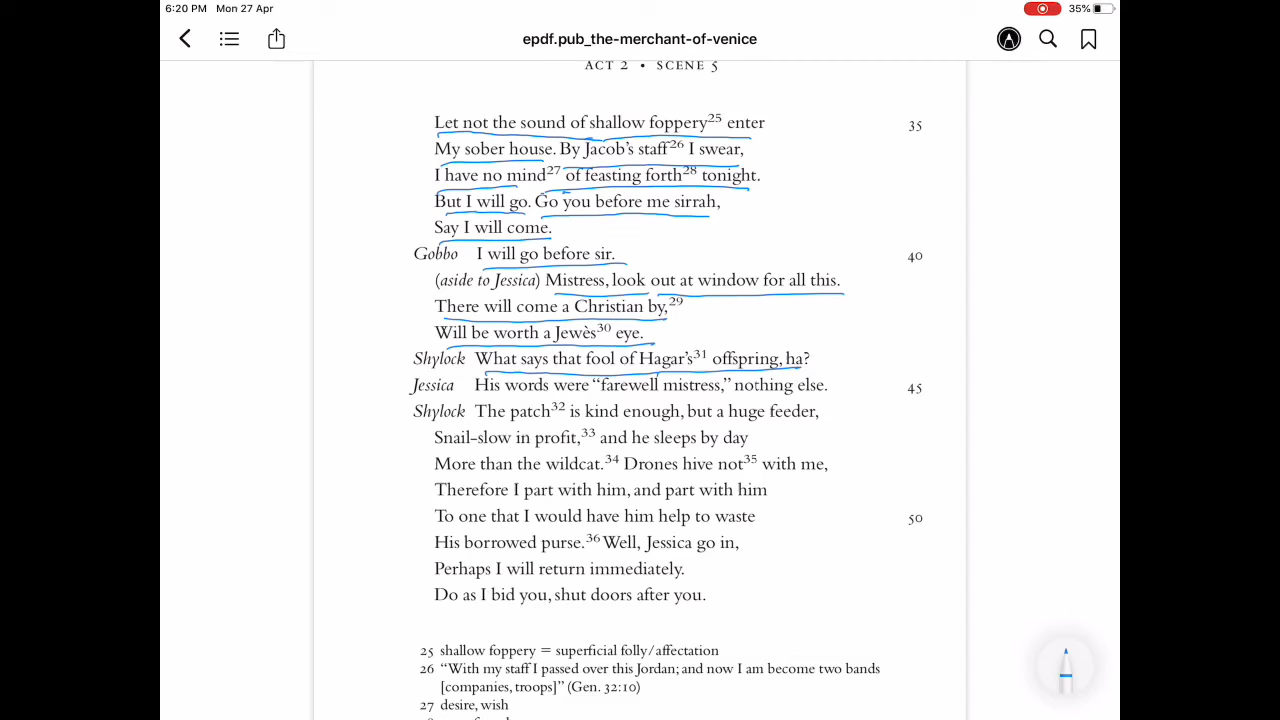 6:20 PM Mon 27 Apr
35%
epdf.pub_the-merchant-of-venice
ACT 2 • SCENE 5
Let not the sound of shallow foppery25 enter 35
My sober house. By Jacob's staff26 I swear,
I have no mind27 of feasting forth28 tonight.
But I will go. Go you before me sirrah,
Say I will come.
Gobbo I will go before sir. 40
(aside to Jessica) Mistress, look out at window for all this.
There will come a Christian by,29
Will be worth a Jewès30 eye.
Shylock What says that fool of Hagar's31 offspring, ha?
Jessica His words were “farewell mistress,” nothing else. 45
Shylock The patch32 is kind enough, but a huge feeder,
Snail-slow in profit,33 and he sleeps by day
More than the wildcat.34 Drones hive not35 with me,
Therefore I part with him, and part with him
To one that I would have him help to waste 50
His borrowed purse.36 Well, Jessica go in,
Perhaps I will return immediately.
Do as I bid you, shut doors after you.
25 shallow foppery = superficial folly/affectation
26 “With my staff I passed over this Jordan; and now I am become two bands
[companies, troops]” (Gen. 32:10)
27 desire, wish